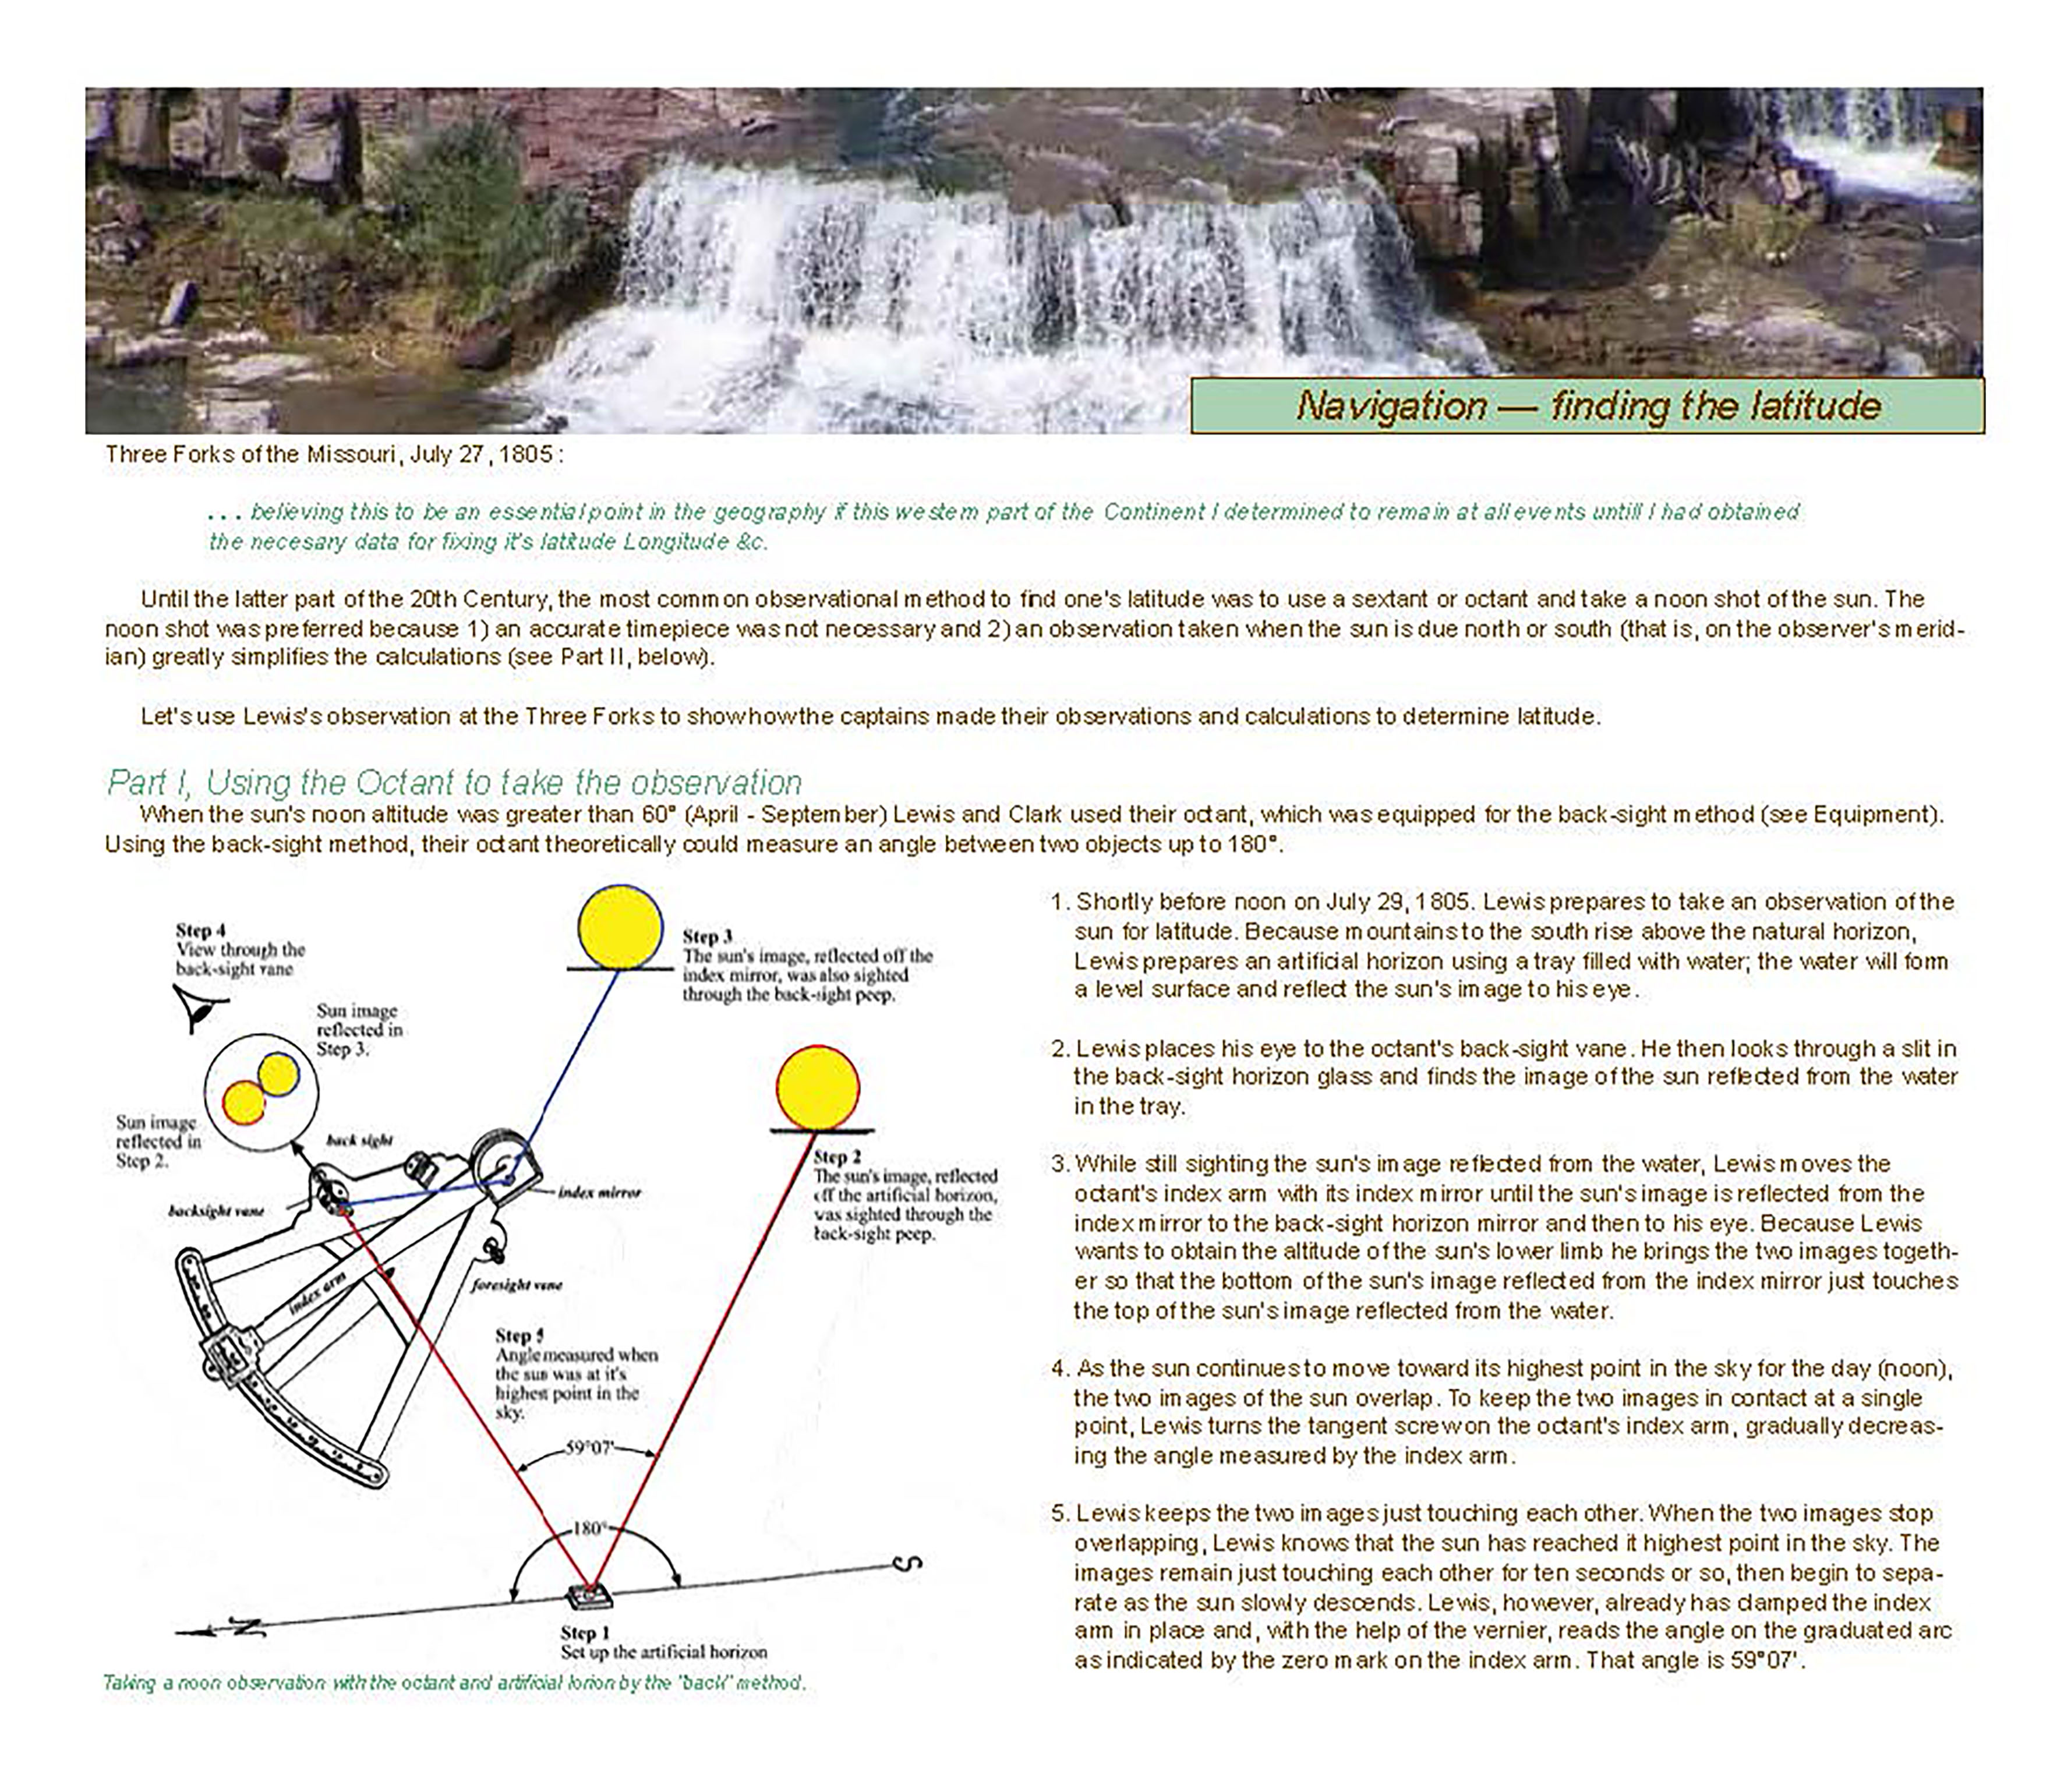 Navigation — finding the latitude
Three Forks of the Missouri, July 27, 1805:
. . . believing this to be an essential point in the geography if this western part of the Continent I determined to remain at all events untill I had obtained
the necesary data for fixing it's latitude Longitude &c.
Until the latter part of the 20th Century, the most common observational method to find one's latitude was to use a sextant or octant and take a noon shot of the sun. The
noon shot was preferred because 1) an accurate timepiece was not necessary and 2) an observation taken when the sun is due north or south (that is, on the observer's merid-
ian) greatly simplifies the calculations (see Part II, below).
Let's use Lewis's observation at the Three Forks to show how the captains made their observations and calculations to determine latitude.
Part I, Using the Octant to take the observation
When the sun's noon altitude was greater than 60° (April - September) Lewis and Clark used their octant, which was equipped for the back-sight method (see Equipment).
Using the back-sight method, their octant theoretically could measure an angle between two objects up to 180°.
Step 4
View through the
back-sight vane
Step 3
The sun's image, reflected off the
index mirror, was also sighted
through the back-sight peep.
Sun image
reflected in
Step 3.
Sun image
reflected in
Step 2.
back sight
index mirror
backsight vane
Step 2
The sun's image, reflected
off the artificial horizon,
was sighted through the
back-sight peep.
index arm
foresight vane
Step 5
Angle measured when
the sun was at it's
highest point in the
sky.
59°07'
180°
S
N
Step 1
Set up the artificial horizon
Taking a noon observation with the octant and artificial horion by the "back" method.
1. Shortly before noon on July 29, 1805. Lewis prepares to take an observation of the
sun for latitude. Because mountains to the south rise above the natural horizon,
Lewis prepares an artificial horizon using a tray filled with water; the water will form
a level surface and reflect the sun's image to his eye.
2. Lewis places his eye to the octant's back-sight vane. He then looks through a slit in
the back-sight horizon glass and finds the image of the sun reflected from the water
in the tray.
3. While still sighting the sun's image reflected from the water, Lewis moves the
octant's index arm with its index mirror until the sun's image is reflected from the
index mirror to the back-sight horizon mirror and then to his eye. Because Lewis
wants to obtain the altitude of the sun's lower limb he brings the two images togeth-
er so that the bottom of the sun's image reflected from the index mirror just touches
the top of the sun's image reflected from the water.
4. As the sun continues to move toward its highest point in the sky for the day (noon),
the two images of the sun overlap. To keep the two images in contact at a single
point, Lewis turns the tangent screw on the octant's index arm, gradually decreas-
ing the angle measured by the index arm.
5. Lewis keeps the two images just touching each other. When the two images stop
overlapping, Lewis knows that the sun has reached it highest point in the sky. The
images remain just touching each other for ten seconds or so, then begin to sepa-
rate as the sun slowly descends. Lewis, however, already has clamped the index
arm in place and, with the help of the vernier, reads the angle on the graduated arc
as indicated by the zero mark on the index arm. That angle is 59°07'.